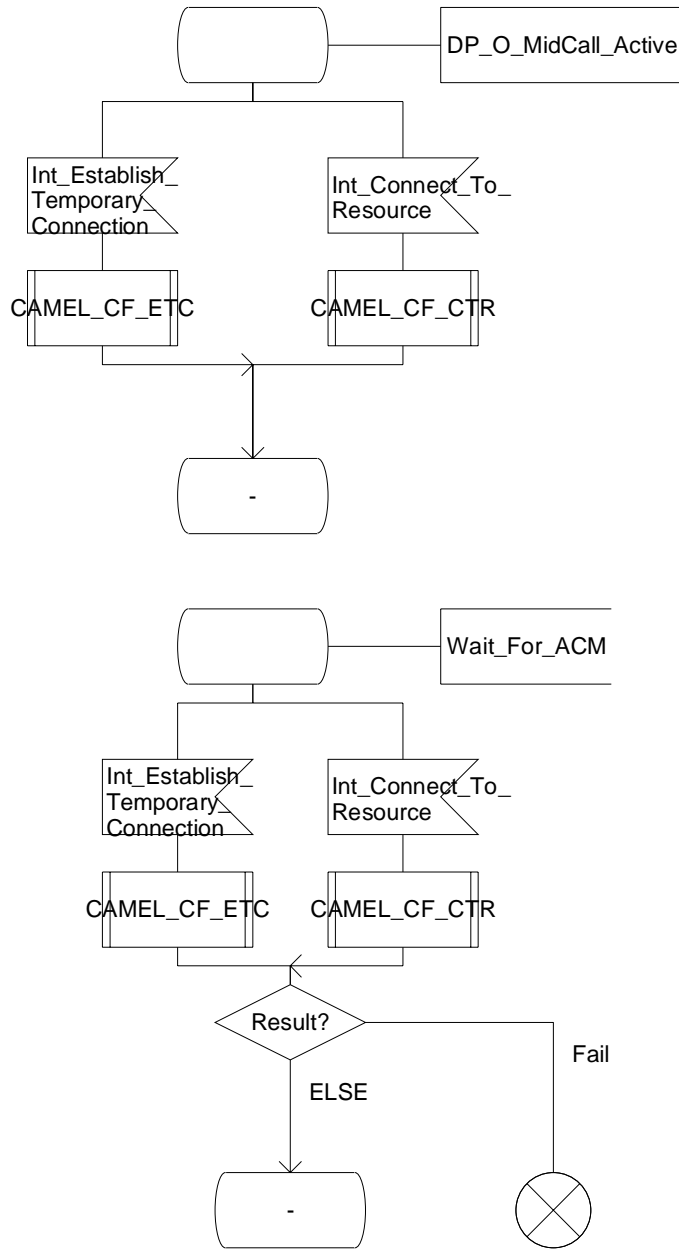 DP_O_MidCall_Active
Int_Establish_
Temporary_
Connection
Int_Connect_To_
Resource
CAMEL_CF_ETC
CAMEL_CF_CTR
-
Wait_For_ACM
Int_Establish_
Temporary_
Connection
Int_Connect_To_
Resource
CAMEL_CF_ETC
CAMEL_CF_CTR
Result?
Fail
ELSE
-